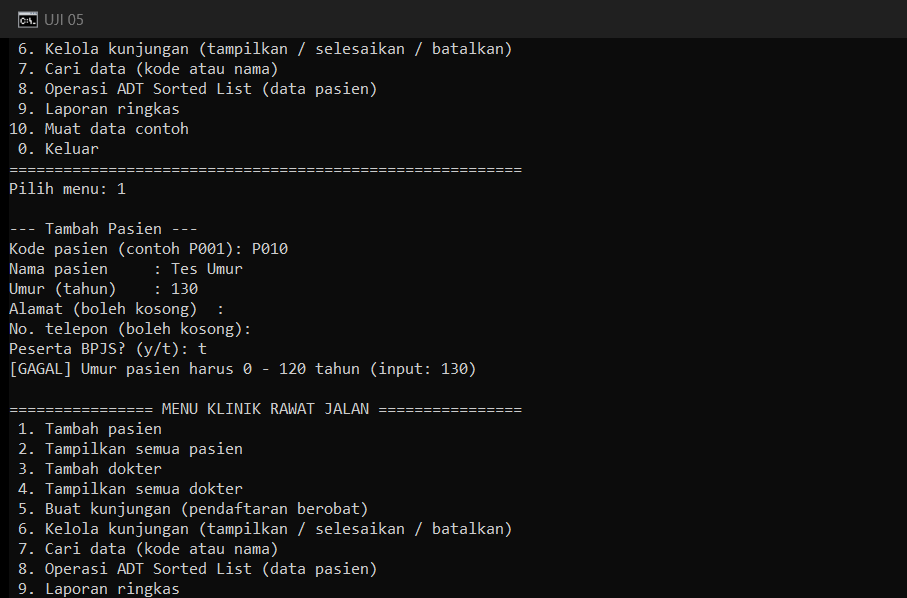 UJI 05
 6. Kelola kunjungan (tampilkan / selesaikan / batalkan)
 7. Cari data (kode atau nama)
 8. Operasi ADT Sorted List (data pasien)
 9. Laporan ringkas
10. Muat data contoh
 0. Keluar
=========================================================
Pilih menu: 1

--- Tambah Pasien ---
Kode pasien (contoh P001): P010
Nama pasien     : Tes Umur
Umur (tahun)    : 130
Alamat (boleh kosong)  :
No. telepon (boleh kosong):
Peserta BPJS? (y/t): t
[GAGAL] Umur pasien harus 0 - 120 tahun (input: 130)

================ MENU KLINIK RAWAT JALAN ================
 1. Tambah pasien
 2. Tampilkan semua pasien
 3. Tambah dokter
 4. Tampilkan semua dokter
 5. Buat kunjungan (pendaftaran berobat)
 6. Kelola kunjungan (tampilkan / selesaikan / batalkan)
 7. Cari data (kode atau nama)
 8. Operasi ADT Sorted List (data pasien)
 9. Laporan ringkas